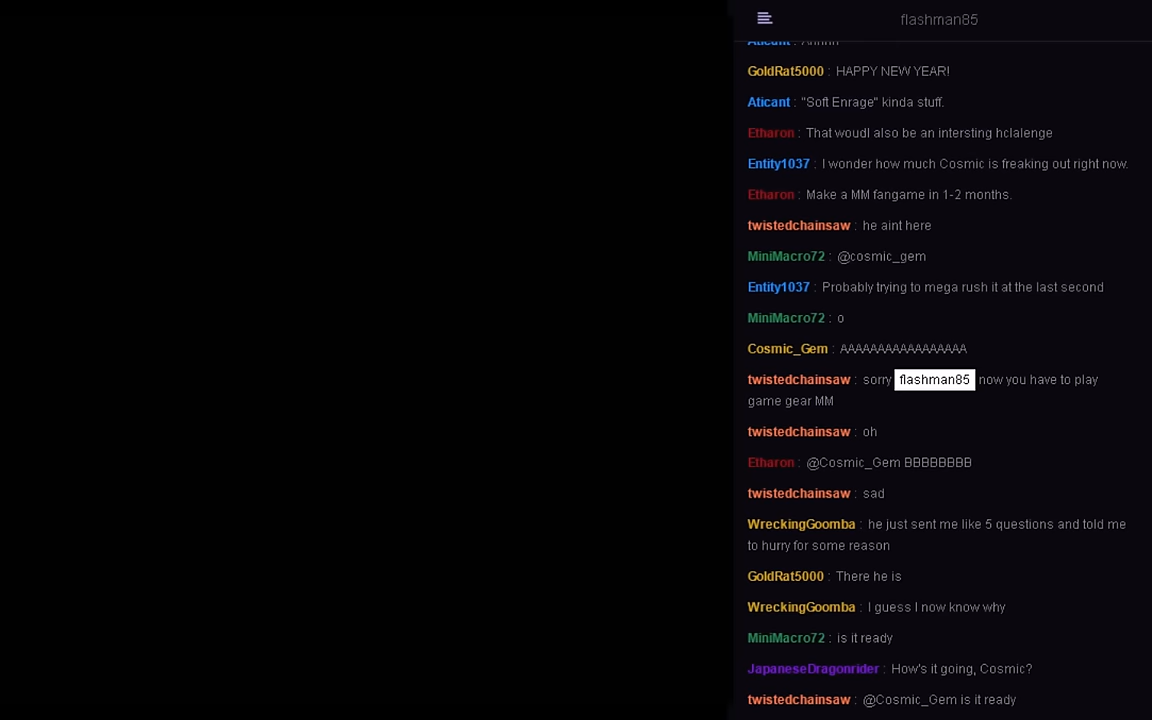 flashman85
Aticant : Ahhhh
GoldRat5000 : HAPPY NEW YEAR!
Aticant : "Soft Enrage" kinda stuff.
Etharon : That woudl also be an intersting hclalenge
Entity1037 : I wonder how much Cosmic is freaking out right now.
Etharon : Make a MM fangame in 1-2 months.
twistedchainsaw : he aint here
MiniMacro72 : @cosmic_gem
Entity1037 : Probably trying to mega rush it at the last second
MiniMacro72 : o
Cosmic_Gem : AAAAAAAAAAAAAAAAA
twistedchainsaw : sorry flashman85 now you have to play
game gear MM
twistedchainsaw : oh
Etharon : @Cosmic_Gem BBBBBBBB
twistedchainsaw : sad
WreckingGoomba : he just sent me like 5 questions and told me
to hurry for some reason
GoldRat5000 : There he is
WreckingGoomba : I guess I now know why
MiniMacro72 : is it ready
JapaneseDragonrider : How's it going, Cosmic?
twistedchainsaw : @Cosmic_Gem is it ready